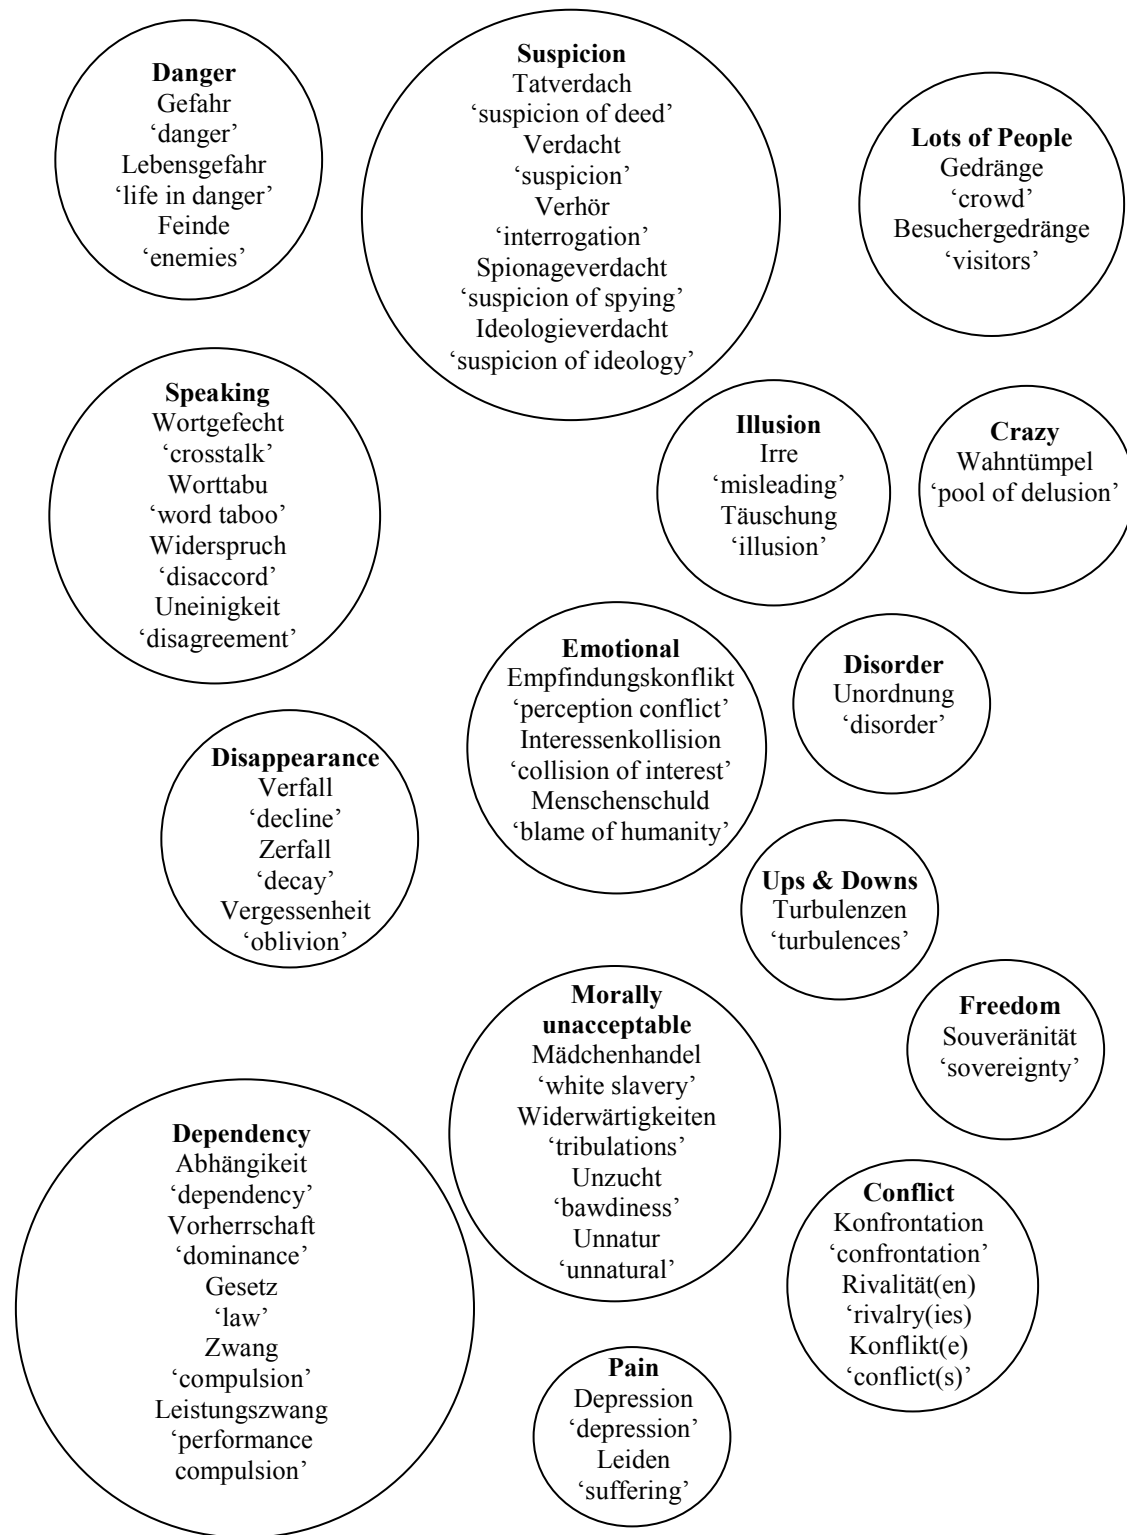 Danger
Gefahr
‘danger’
Lebensgefahr
‘life in danger’
Feinde
‘enemies’
Suspicion
Tatverdach
‘suspicion of deed’
Verdacht
‘suspicion’
Verhör
‘interrogation’
Spionageverdacht
‘suspicion of spying’
Ideologieverdacht
‘suspicion of ideology’
Lots of People
Gedränge
‘crowd’
Besuchergedränge
‘visitors’
Speaking
Wortgefecht
‘crosstalk’
Worttabu
‘word taboo’
Widerspruch
‘disaccord’
Uneinigkeit
‘disagreement’
Illusion
Irre
‘misleading’
Täuschung
‘illusion’
Crazy
Wahntümpel
‘pool of delusion’
Emotional
Empfindungskonflikt
‘perception conflict’
Interessenkollision
‘collision of interest’
Menschenschuld
‘blame of humanity’
Disorder
Unordnung
‘disorder’
Disappearance
Verfall
‘decline’
Zerfall
‘decay’
Vergessenheit
‘oblivion’
Ups & Downs
Turbulenzen
‘turbulences’
Morally
unacceptable
Mädchenhandel
‘white slavery’
Widerwärtigkeiten
‘tribulations’
Unzucht
‘bawdiness’
Unnatur
‘unnatural’
Freedom
Souveränität
‘sovereignty’
Dependency
Abhängikeit
‘dependency’
Vorherrschaft
‘dominance’
Gesetz
‘law’
Zwang
‘compulsion’
Leistungszwang
‘performance
compulsion’
Conflict
Konfrontation
‘confrontation’
Rivalität(en)
‘rivalry(ies)
Konflikt(e)
‘conflict(s)’
Pain
Depression
‘depression’
Leiden
‘suffering’